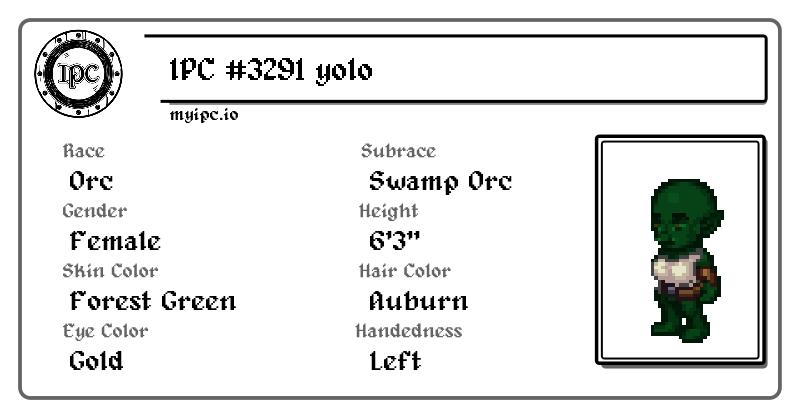 IPC
IPC #3291 yolo
myipc.io
Race
Orc
Subrace
Swamp Orc
Gender
Female
Height
6'3"
Skin Color
Forest Green
Hair Color
Auburn
Eye Color
Gold
Handedness
Left